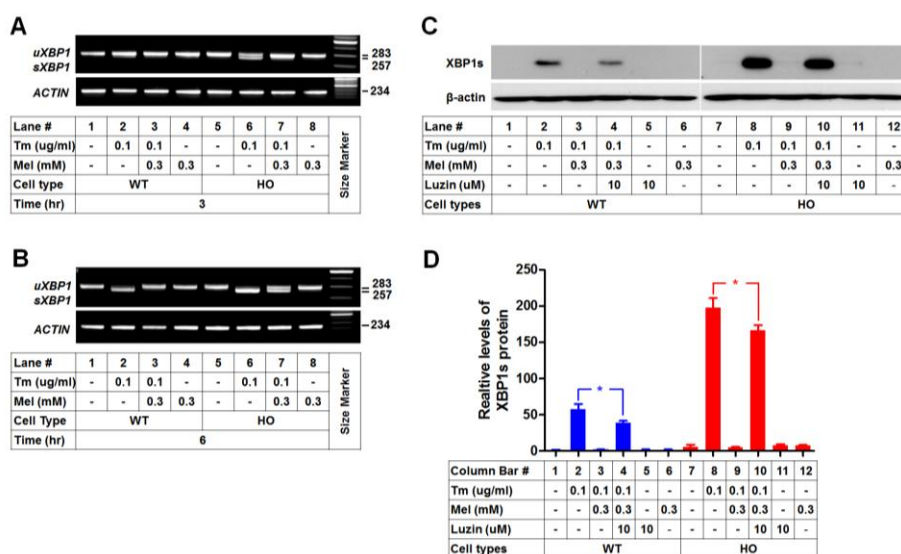 A
uXBP1
sXBP1
283
257
ACTIN
234
Lane # 1 2 3 4 5 6 7 8
Tm (ug/ml) - 0.1 0.1 - - 0.1 0.1 -
Mel (mM) - - 0.3 0.3 - - 0.3 0.3
Cell type WT HO
Time (hr) 3
Size Marker
B
uXBP1
sXBP1
283
257
ACTIN
234
Lane # 1 2 3 4 5 6 7 8
Tm (ug/ml) - 0.1 0.1 - - 0.1 0.1 -
Mel (mM) - - 0.3 0.3 - - 0.3 0.3
Cell Type WT HO
Time (hr) 6
Size Marker
C
XBP1s
β-actin
Lane # 1 2 3 4 5 6 7 8 9 10 11 12
Tm (ug/ml) - 0.1 0.1 0.1 - - - 0.1 0.1 0.1 - -
Mel (mM) - - 0.3 0.3 - 0.3 - - 0.3 0.3 - 0.3
Luzin (uM) - - - 10 10 - - - - 10 10 -
Cell types WT HO
D
Realtive levels of
XBP1s protein
250
200
150
100
50
0
*
*
Column Bar # 1 2 3 4 5 6 7 8 9 10 11 12
Tm (ug/ml) - 0.1 0.1 0.1 - - - 0.1 0.1 0.1 - -
Mel (mM) - - 0.3 0.3 - 0.3 - - 0.3 0.3 - 0.3
Luzin (uM) - - - 10 10 - - - - 10 10 -
Cell types WT HO